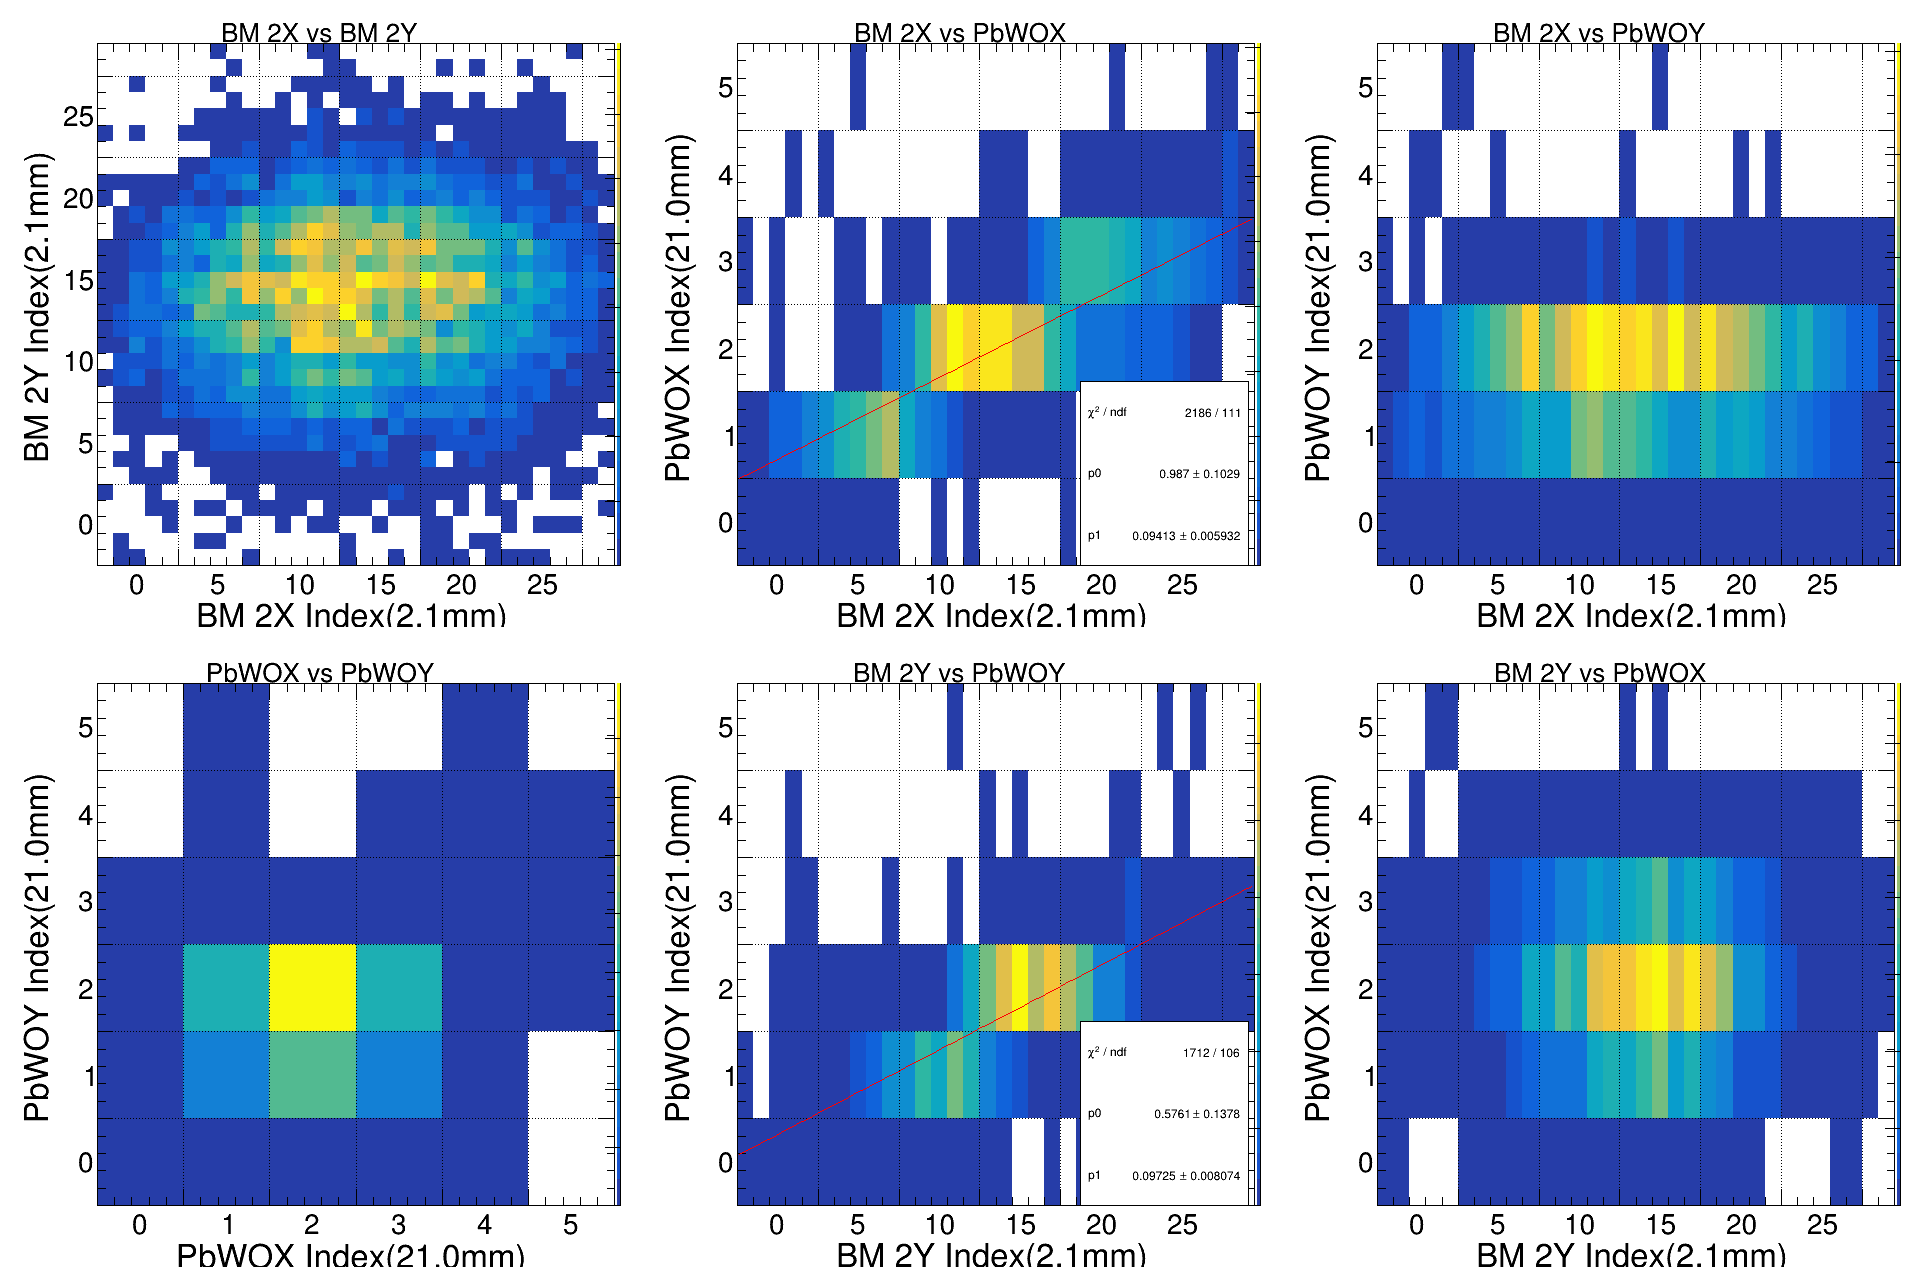 BM 2X vs BM 2Y
BM 2Y Index(2.1mm)
25
20
15
10
5
0
0 5 10 15 20 25
BM 2X Index(2.1mm)
BM 2X vs PbWOX
PbWOX Index(21.0mm)
5
4
3
2
1
0
χ² / ndf 2186 / 111
p0 0.987 ± 0.1029
p1 0.09413 ± 0.005932
0 5 10 15 20 25
BM 2X Index(2.1mm)
BM 2X vs PbWOY
PbWOY Index(21.0mm)
5
4
3
2
1
0
0 5 10 15 20 25
BM 2X Index(2.1mm)
PbWOX vs PbWOY
PbWOY Index(21.0mm)
5
4
3
2
1
0
0 1 2 3 4 5
PbWOX Index(21.0mm)
BM 2Y vs PbWOY
PbWOY Index(21.0mm)
5
4
3
2
1
0
χ² / ndf 1712 / 106
p0 0.5761 ± 0.1378
p1 0.09725 ± 0.008074
0 5 10 15 20 25
BM 2Y Index(2.1mm)
BM 2Y vs PbWOX
PbWOX Index(21.0mm)
5
4
3
2
1
0
0 5 10 15 20 25
BM 2Y Index(2.1mm)